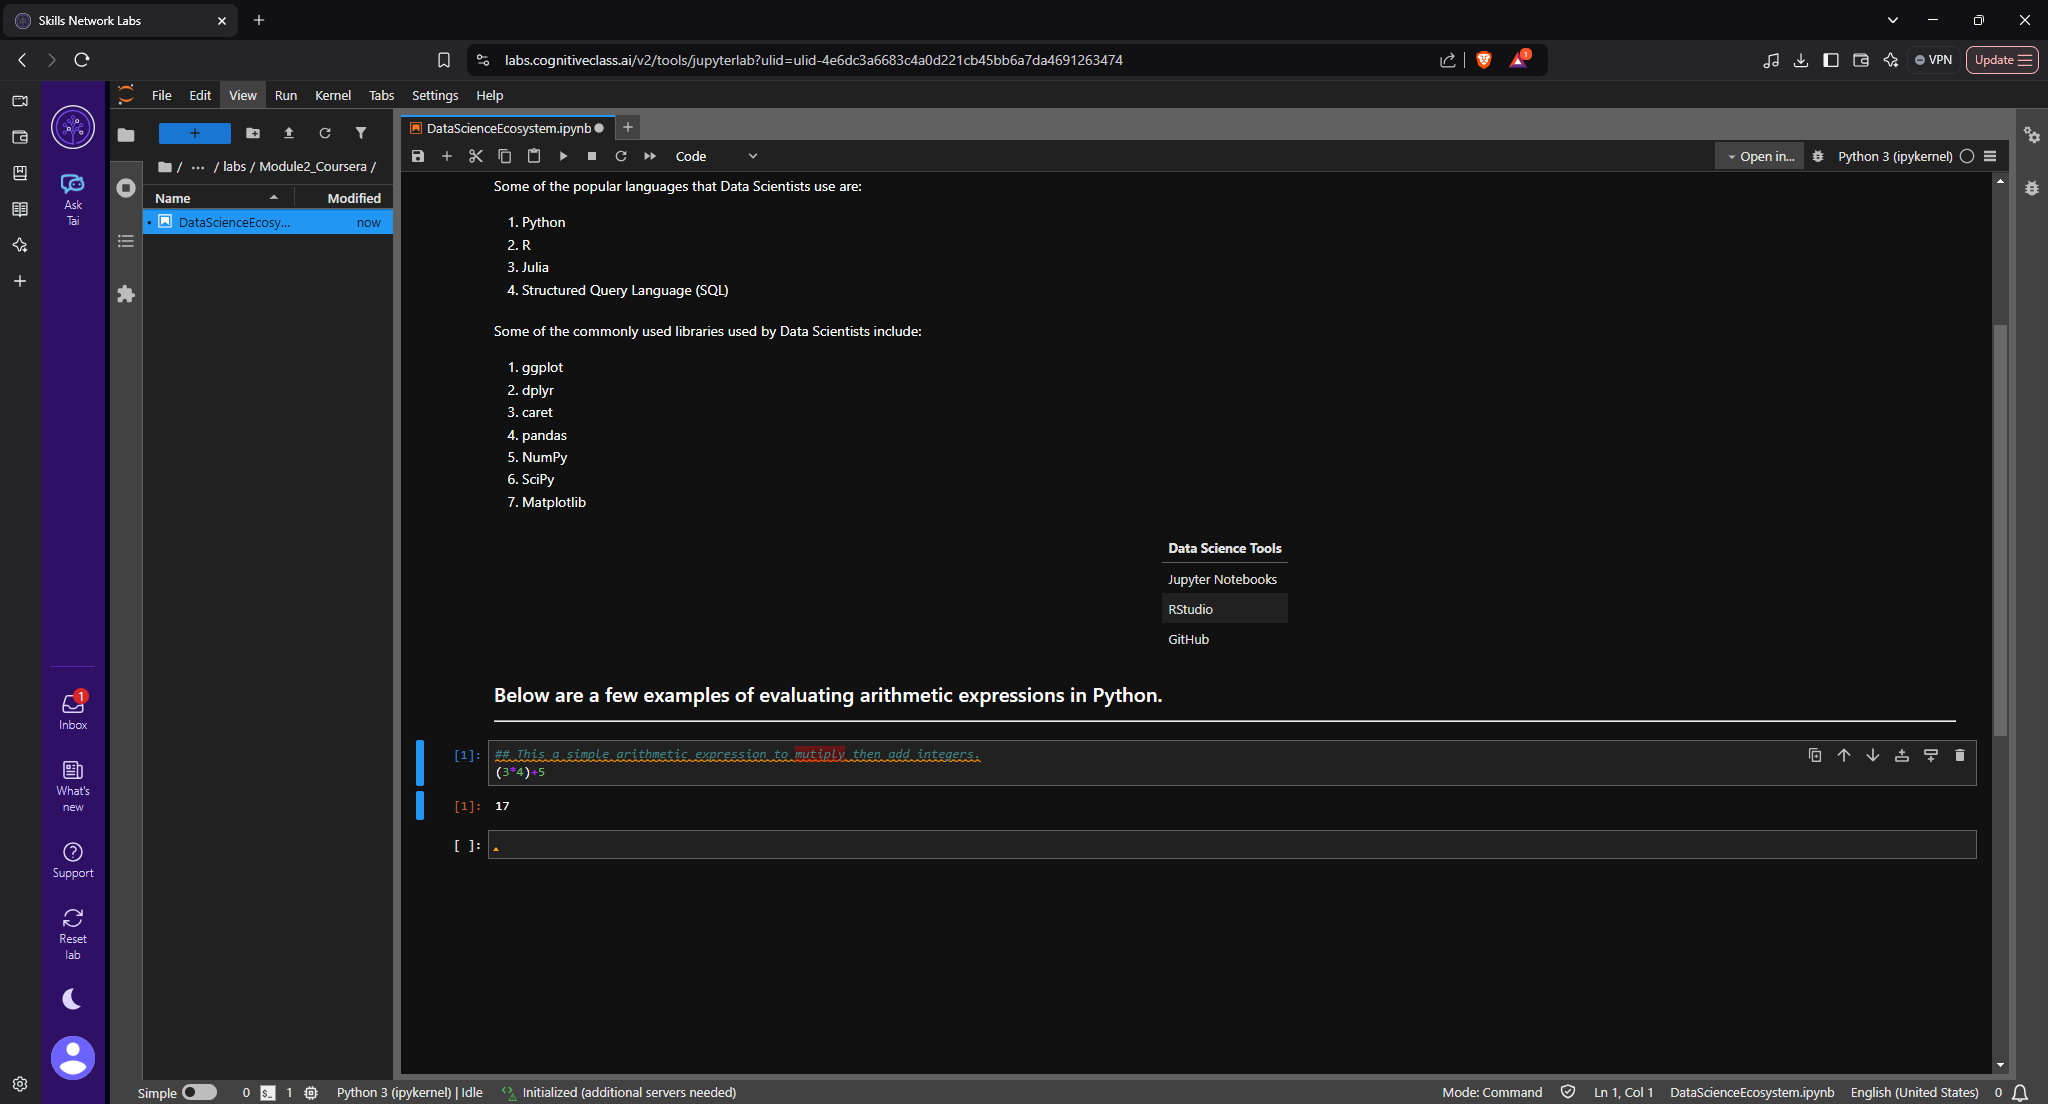 Skills Network Labs
labs.cognitiveclass.ai/v2/tools/jupyterlab?ulid=ulid-4e6dc3a6683c4a0d221cb45bb6a7da4691263474
1
VPN
Update
File Edit View Run Kernel Tabs Settings Help
+
/ ··· / labs / Module2_Coursera /
Name Modified
DataScienceEcosy... now
Ask
Tai
1
Inbox
What's
new
Support
Reset
lab
DataScienceEcosystem.ipynb
Code
Open in...
Python 3 (ipykernel)
Some of the popular languages that Data Scientists use are:
1. Python
2. R
3. Julia
4. Structured Query Language (SQL)
Some of the commonly used libraries used by Data Scientists include:
1. ggplot
2. dplyr
3. caret
4. pandas
5. NumPy
6. SciPy
7. Matplotlib
Data Science Tools
Jupyter Notebooks
RStudio
GitHub
Below are a few examples of evaluating arithmetic expressions in Python.
[1]: ## This a simple arithmetic expression to mutiply then add integers.
(3*4)+5
[1]: 17
[ ]:
Simple 0 $_ 1 Python 3 (ipykernel) | Idle Initialized (additional servers needed) Mode: Command Ln 1, Col 1 DataScienceEcosystem.ipynb English (United States) 0